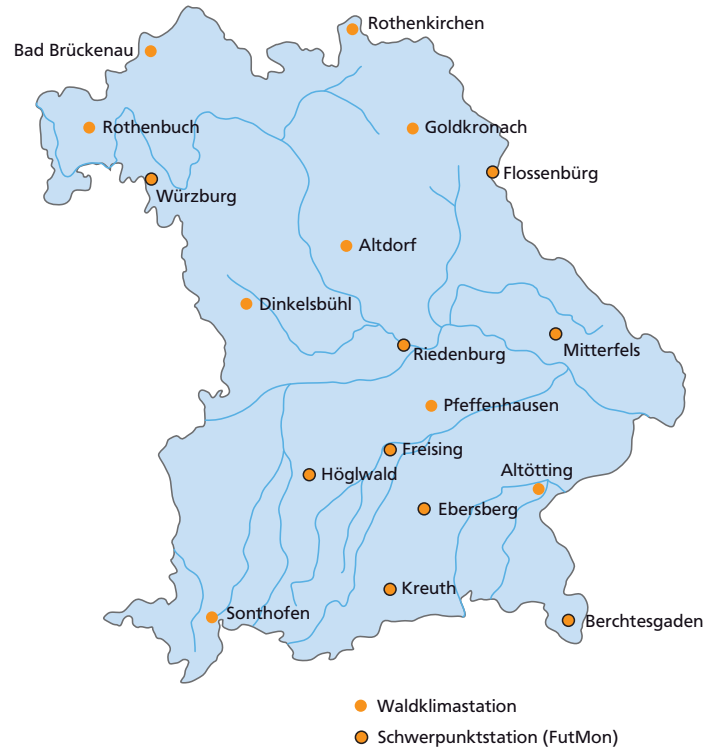 Rothenkirchen
Bad Brückenau
Rothenbuch
Goldkronach
Flossenbürg
Würzburg
Altdorf
Dinkelsbühl
Riedenburg
Mitterfels
Pfeffenhausen
Freising
Altötting
Höglwald
Ebersberg
Kreuth
Sonthofen
Berchtesgaden
Waldklimastation
Schwerpunktstation (FutMon)